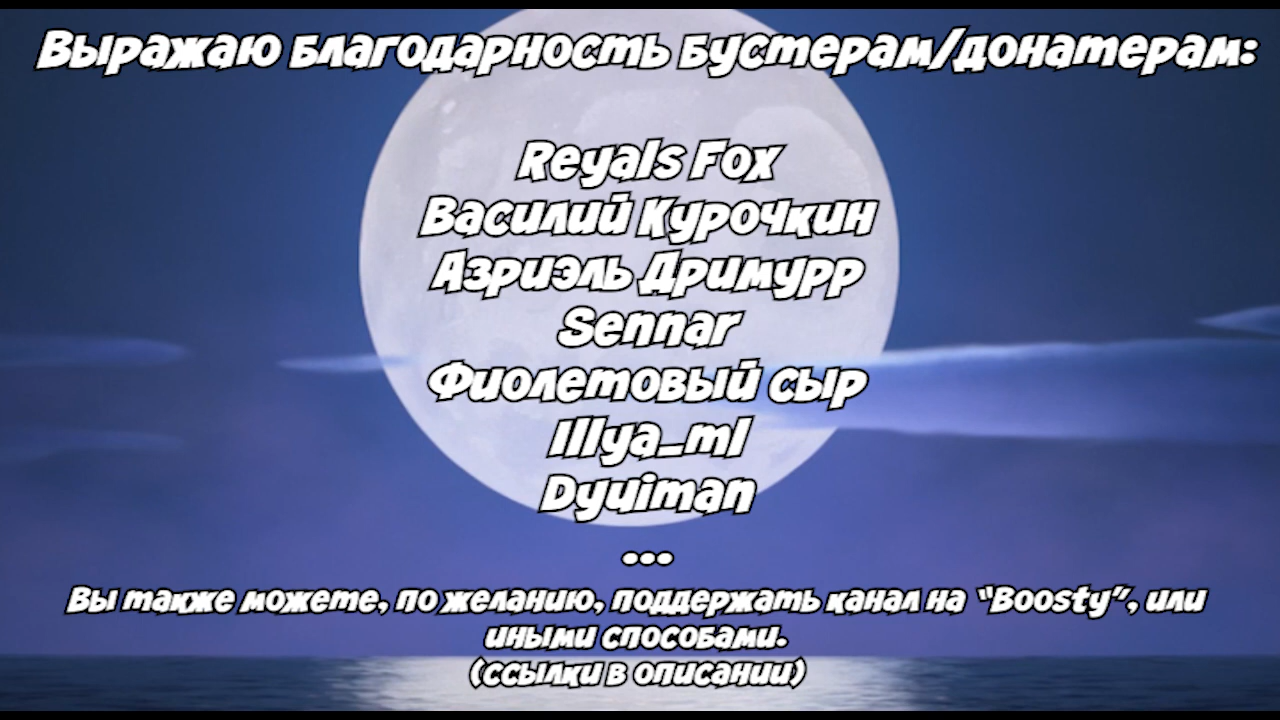 Выражаю благодарность бустерам/донатерам:
Reyals Fox
Василий Курочкин
Азриэль Дримурр
Sennar
Фиолетовый сыр
Illya_ml
Dyuiman
...
Вы также можете, по желанию, поддержать канал на “Boosty”, или
иными способами.
(ссылки в описании)